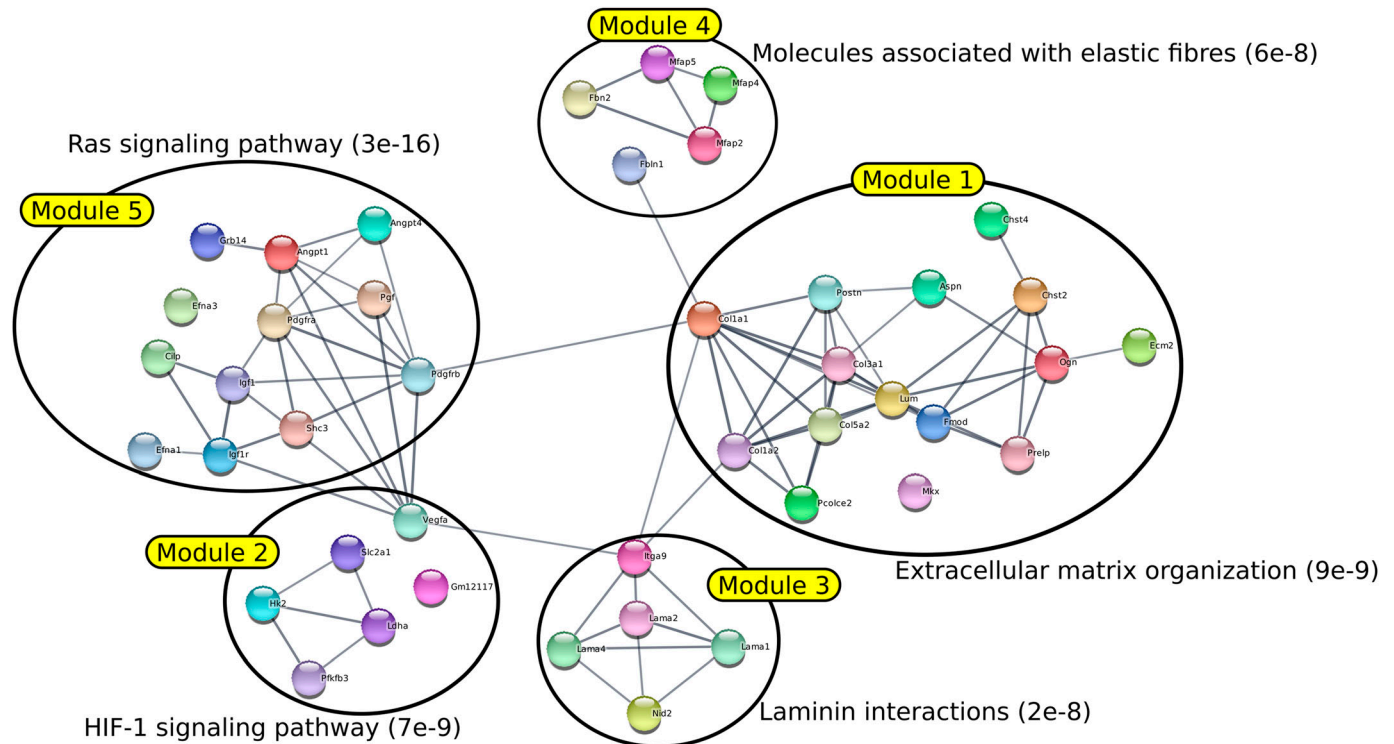 Module 4
Molecules associated with elastic fibres (6e-8)
Mfap5
Mfap4
Fbn2
Mfap2
Fbln1
Ras signaling pathway (3e-16)
Module 5
Angpt4
Grb14
Angpt1
Efna3
Pgf
Pdgfra
Cilp
Igf1
Pdgfrb
Shc3
Efna1
Igf1r
Module 1
Chst4
Postn
Aspn
Chst2
Col1a1
Ecm2
Ogn
Col3a1
Lum
Col5a2
Fmod
Col1a2
Prelp
Mkx
Pcolce2
Extracellular matrix organization (9e-9)
Vegfa
Module 2
Slc2a1
Gm12117
Hk2
Ldha
Pfkfb3
HIF-1 signaling pathway (7e-9)
Itga9
Module 3
Lama2
Lama4
Lama1
Nid2
Laminin interactions (2e-8)